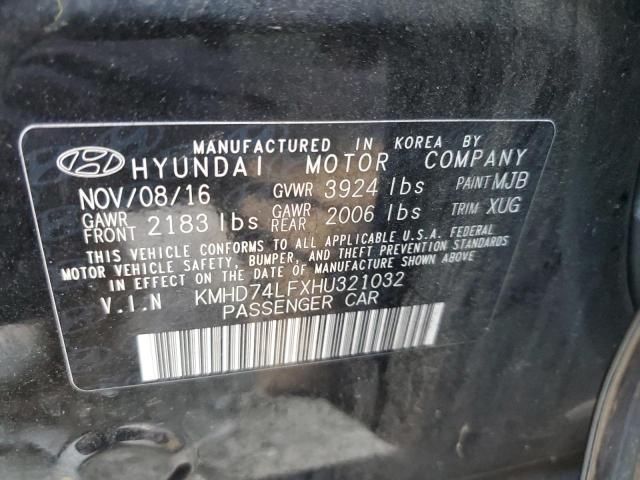 MANUFACTURED IN KOREA BY
HYUNDAI MOTOR COMPANY
NOV/08/16 GVWR 3924 lbs PAINT MJB
GAWR FRONT 2183 lbs GAWR REAR 2006 lbs TRIM XUG
THIS VEHICLE CONFORMS TO ALL APPLICABLE U.S.A. FEDERAL
MOTOR VEHICLE SAFETY, BUMPER, AND THEFT PREVENTION STANDARDS
IN EFFECT ON THE DATE OF MANUFACTURE SHOWN ABOVE.
V.I.N KMHD74LFXHU321032
PASSENGER CAR